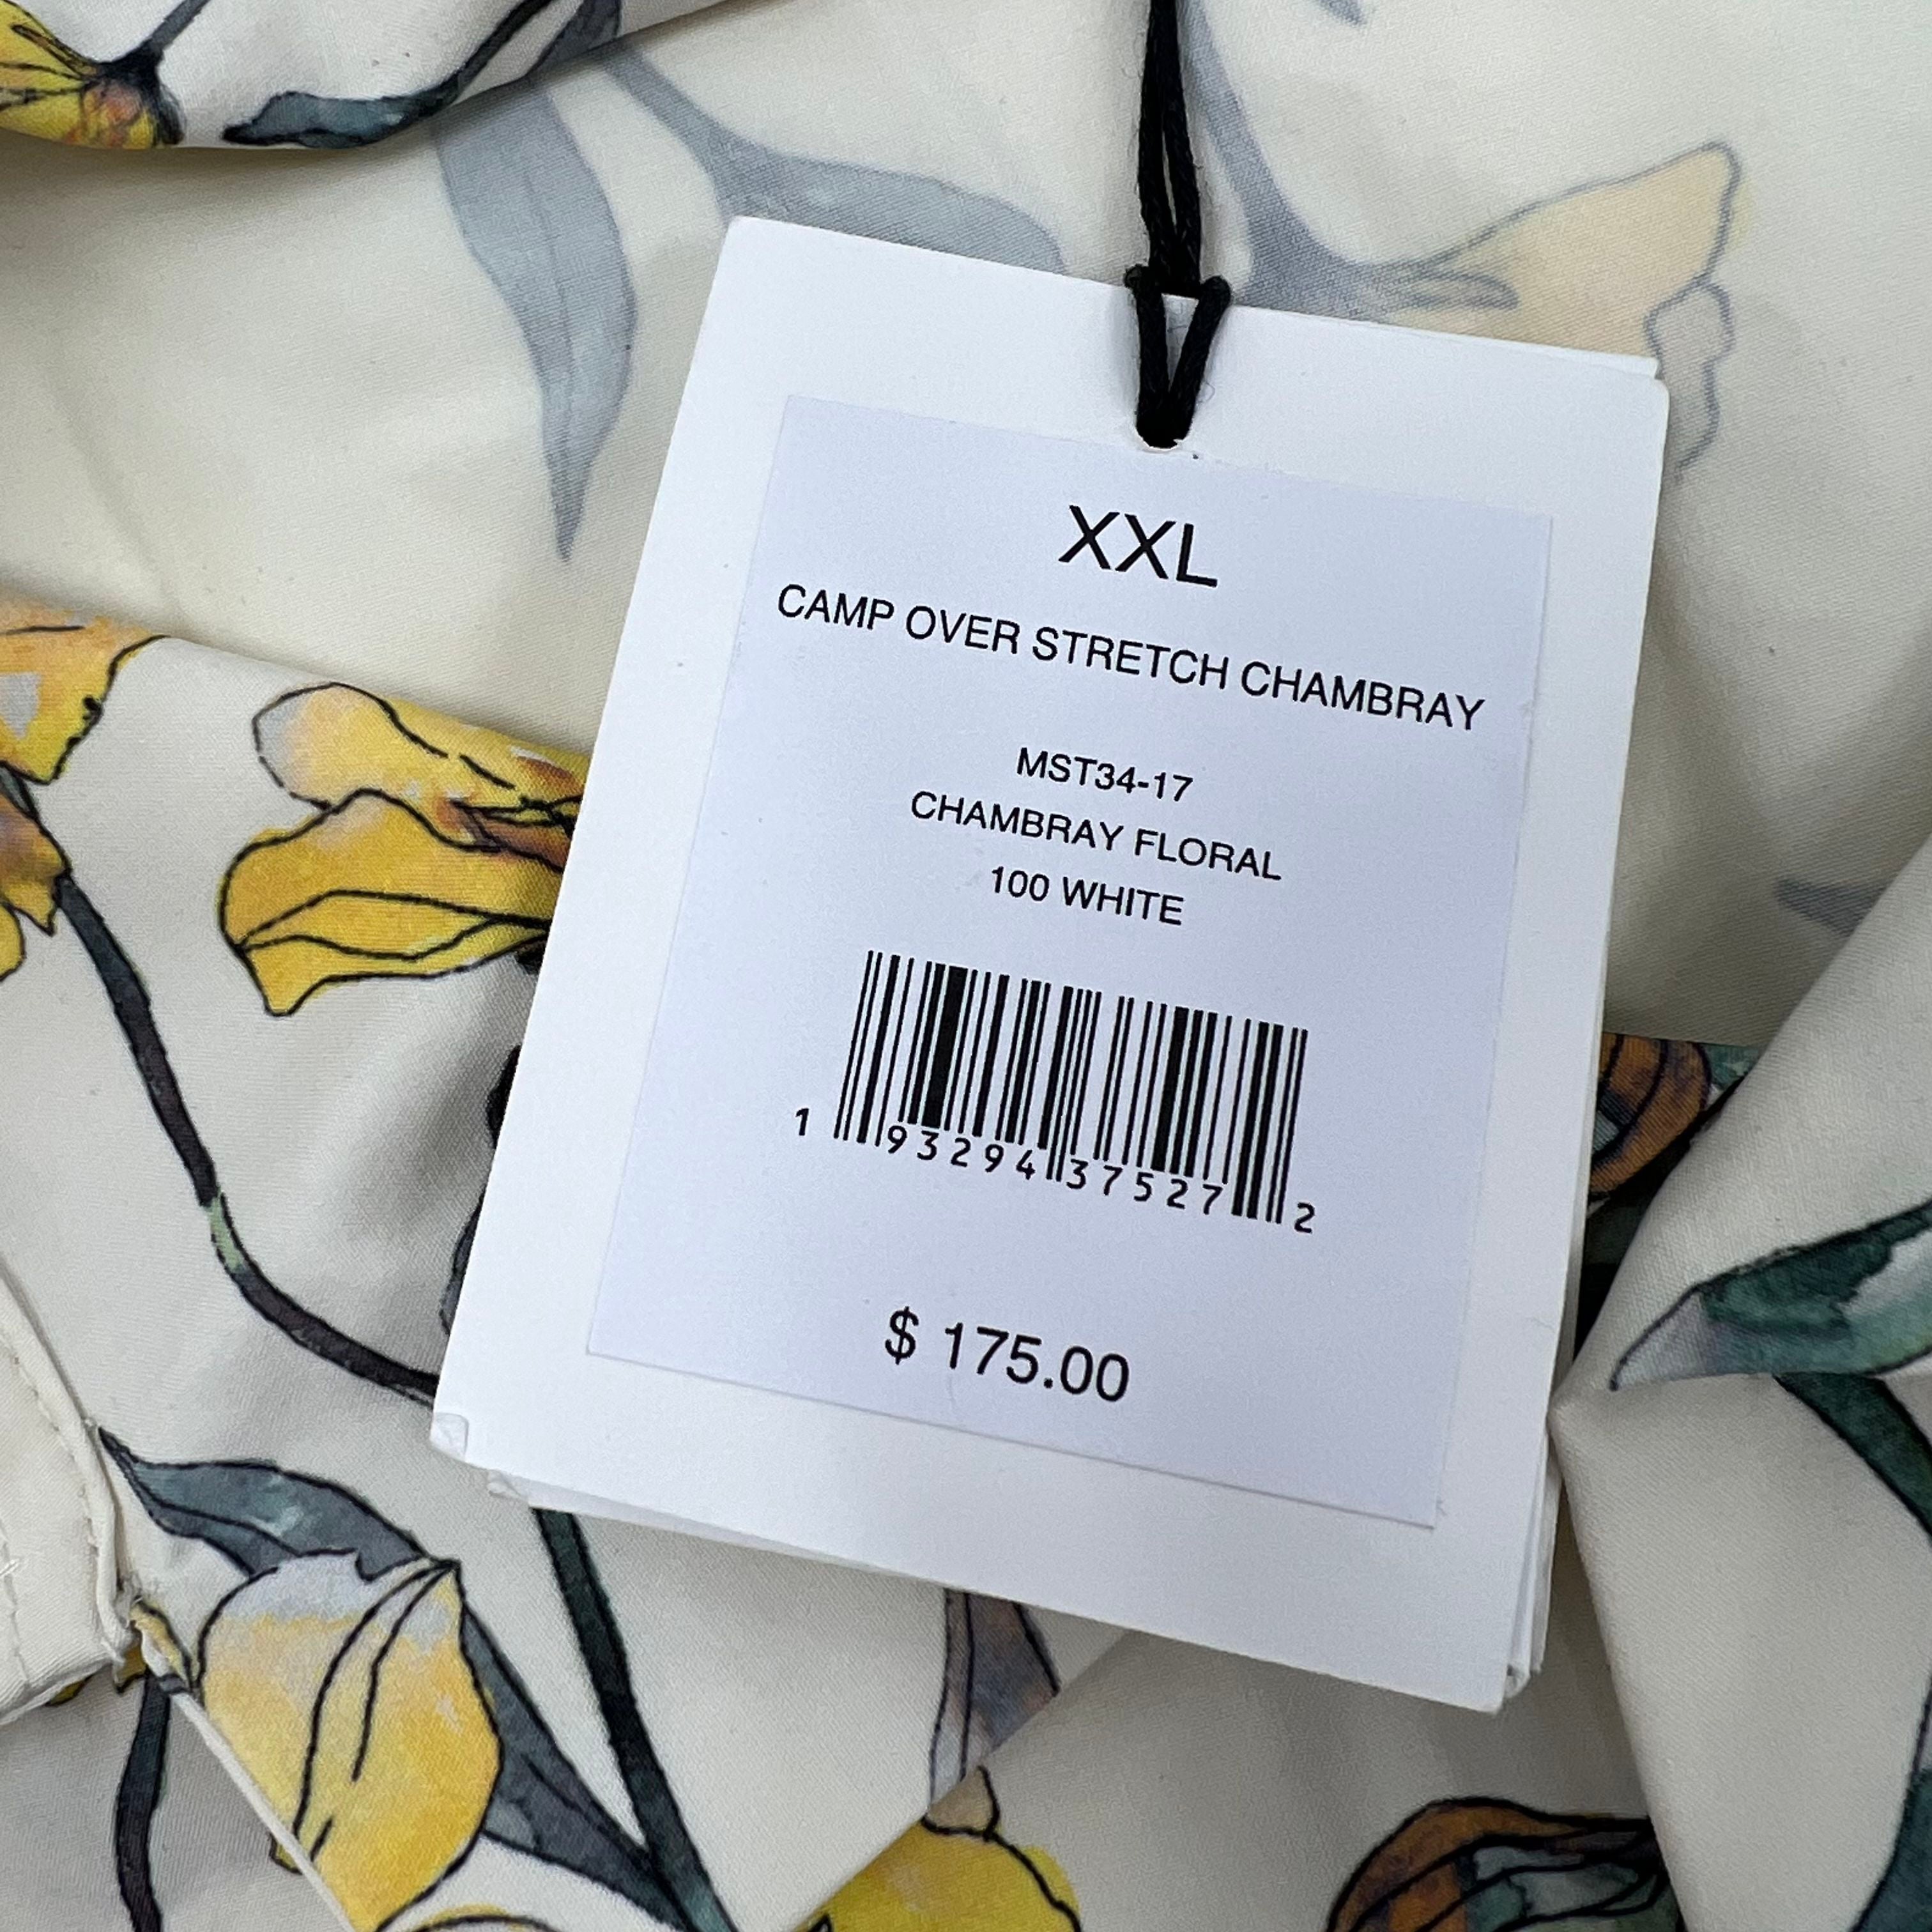 XXL
CAMP OVER STRETCH CHAMBRAY
MST34-17
CHAMBRAY FLORAL
100 WHITE
1 93294 37527 2
$ 175.00